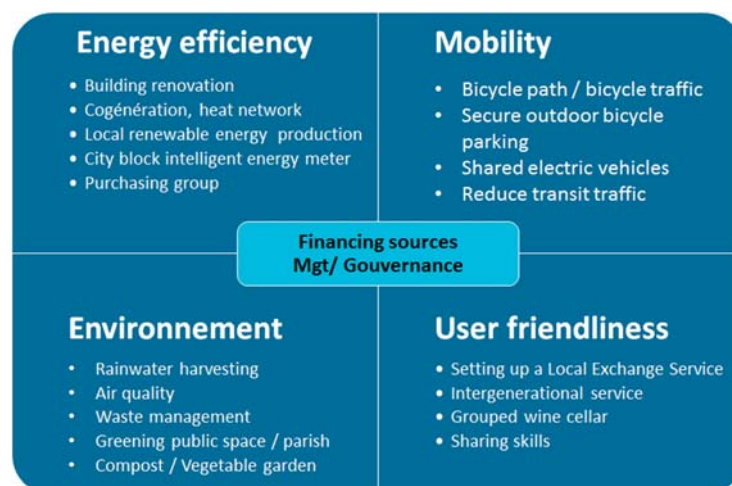 Energy efficiency
• Building renovation
• Cogénération, heat network
• Local renewable energy production
• City block intelligent energy meter
• Purchasing group
Mobility
• Bicycle path / bicycle traffic
• Secure outdoor bicycle
parking
• Shared electric vehicles
• Reduce transit traffic
Financing sources
Mgt/ Gouvernance
Environnement
• Rainwater harvesting
• Air quality
• Waste management
• Greening public space / parish
• Compost / Vegetable garden
User friendliness
• Setting up a Local Exchange Service
• Intergenerational service
• Grouped wine cellar
• Sharing skills